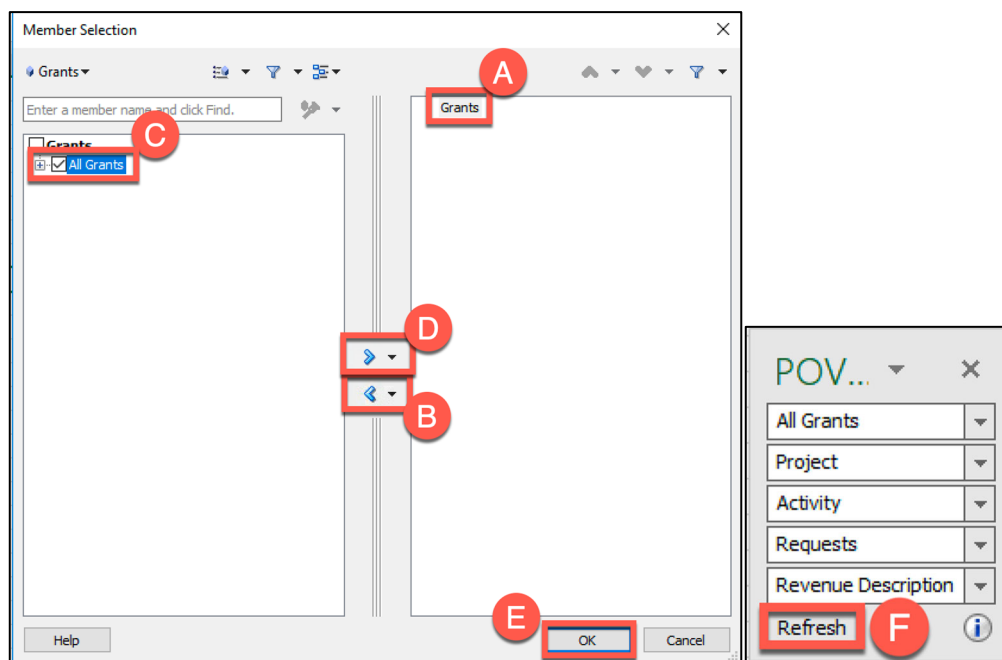 Member Selection
Grants
A
Enter a member name and click Find.
Grants
C
Grants
All Grants
D
B
E
Help
OK
Cancel
POV...
All Grants
Project
Activity
Requests
Revenue Description
Refresh
F